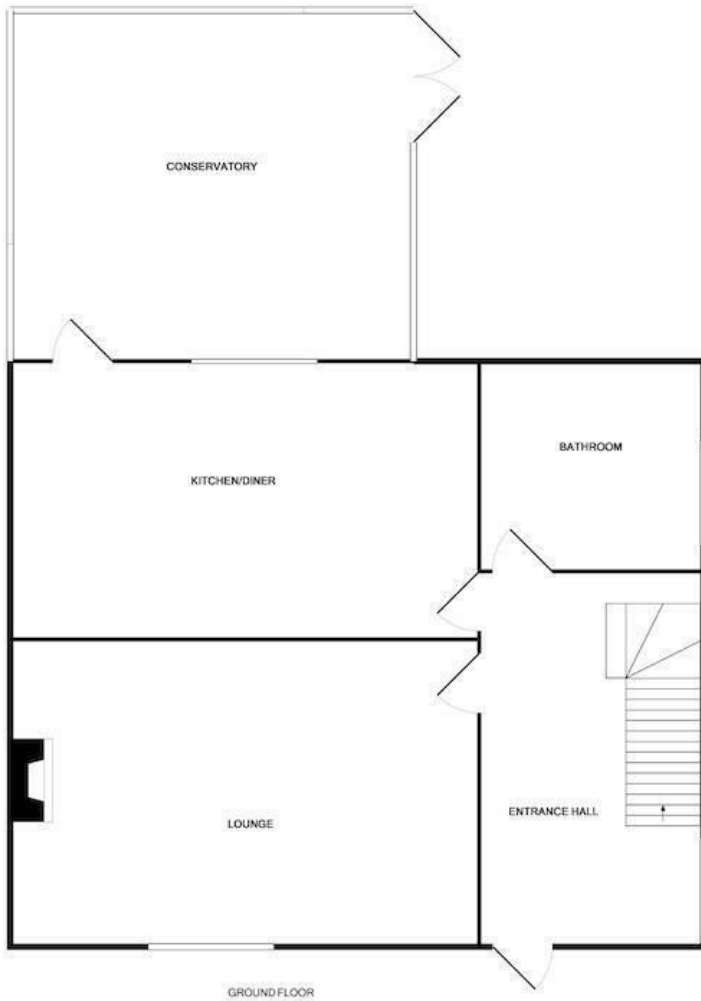 CONSERVATORY
KITCHEN/DINER
BATHROOM
LOUNGE
ENTRANCE HALL
GROUND FLOOR